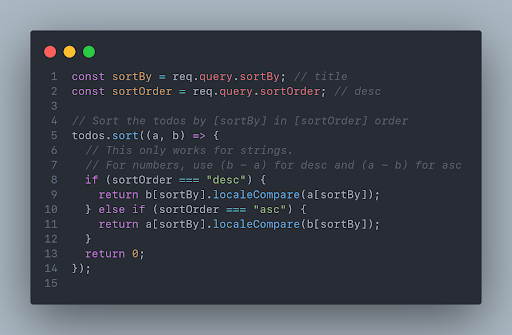 1 const sortBy = req.query.sortBy; // title
2 const sortOrder = req.query.sortOrder; // desc
3
4 // Sort the todos by [sortBy] in [sortOrder] order
5 todos.sort((a, b) => {
6   // This only works for strings.
7   // For numbers, use (b - a) for desc and (a - b) for asc
8   if (sortOrder === "desc") {
9     return b[sortBy].localeCompare(a[sortBy]);
10   } else if (sortOrder === "asc") {
11     return a[sortBy].localeCompare(b[sortBy]);
12   }
13   return 0;
14 });
15